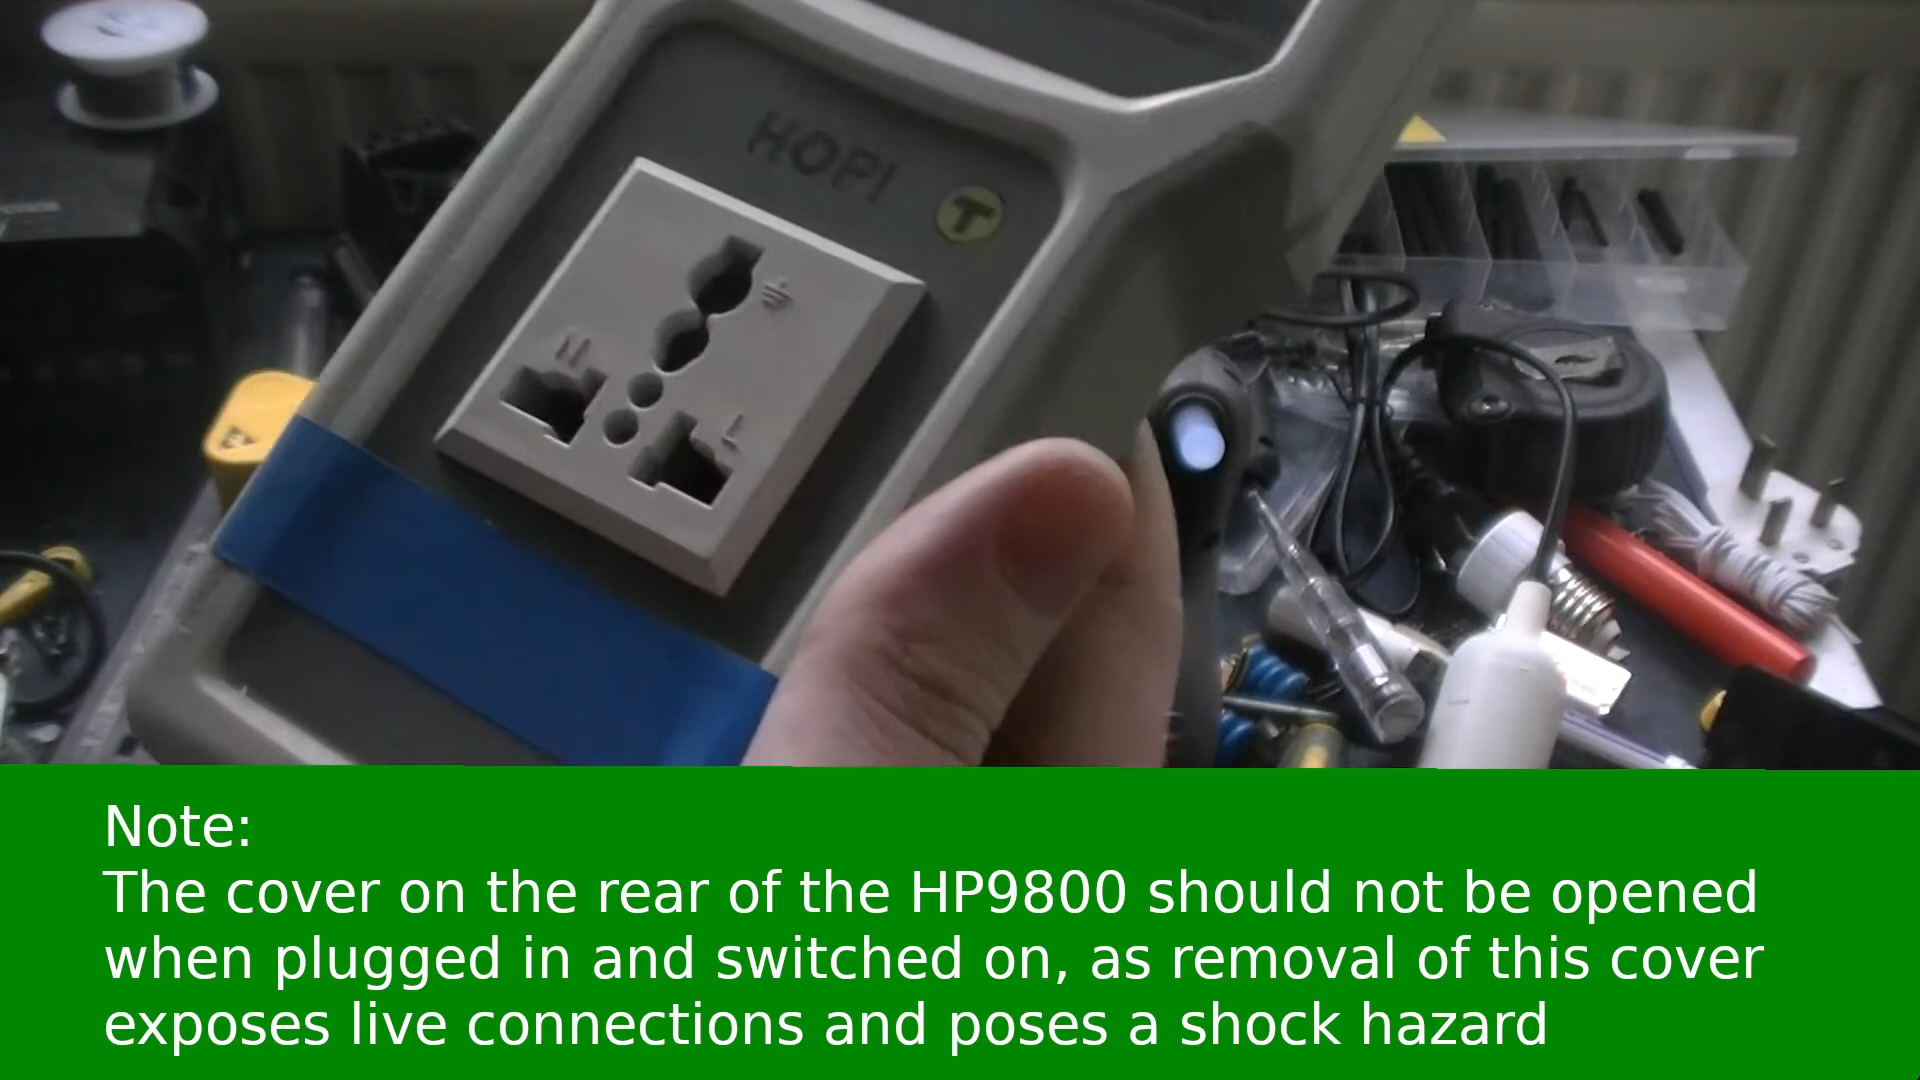 HOPI
T
N
L
Note:
The cover on the rear of the HP9800 should not be opened
when plugged in and switched on, as removal of this cover
exposes live connections and poses a shock hazard